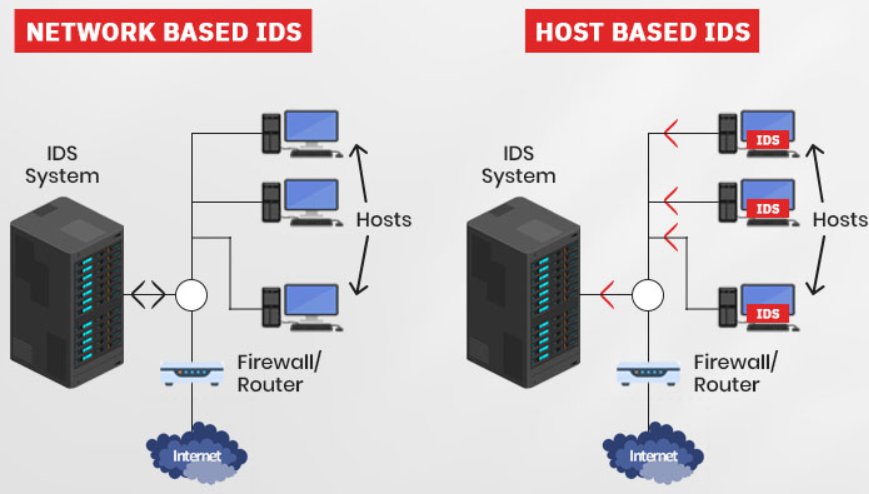 NETWORK BASED IDS
IDS
System
Hosts
Firewall/
Router
Internet
HOST BASED IDS
IDS
System
IDS
IDS
IDS
Hosts
Firewall/
Router
Internet